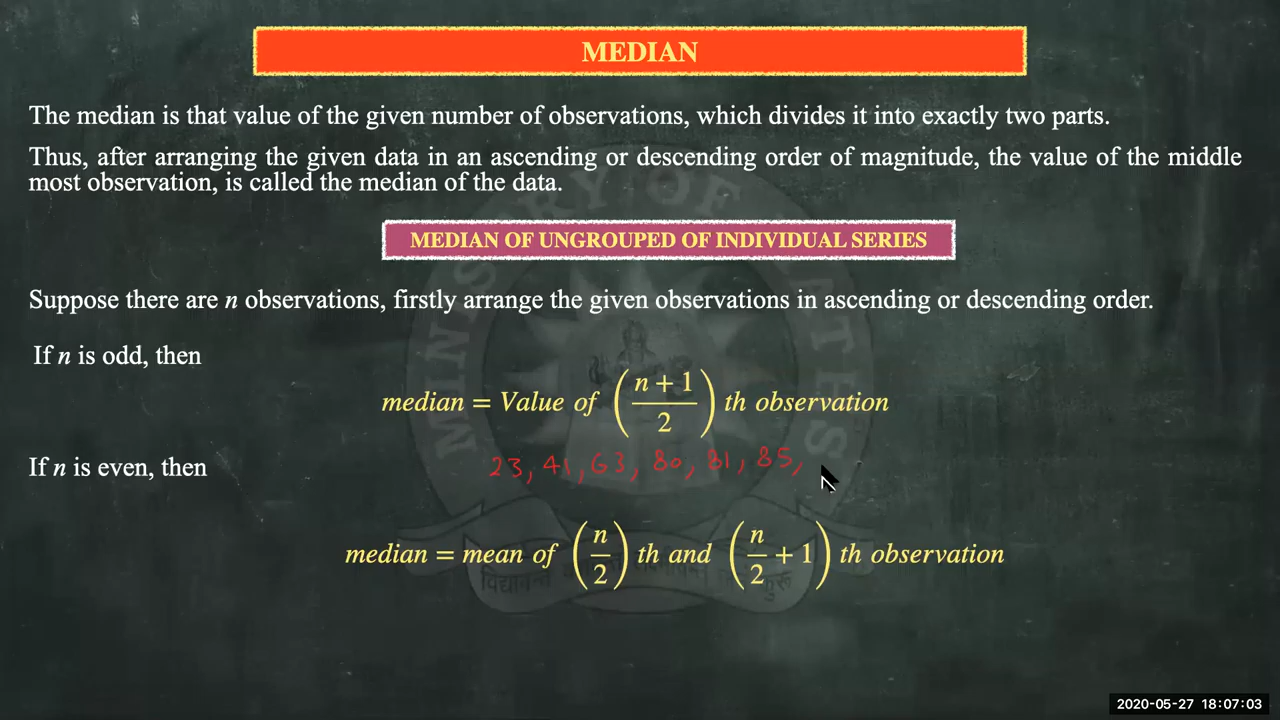 MEDIAN
The median is that value of the given number of observations, which divides it into exactly two parts.
Thus, after arranging the given data in an ascending or descending order of magnitude, the value of the middle
most observation, is called the median of the data.
MEDIAN OF UNGROUPED OF INDIVIDUAL SERIES
Suppose there are n observations, firstly arrange the given observations in ascending or descending order.
If n is odd, then
median = Value of ((n + 1)/2) th observation
If n is even, then
23, 41, 63, 80, 81, 85,
median = mean of (n/2) th and (n/2 + 1) th observation
MINISTRY OF MATES
2020-05-27 18:07:03